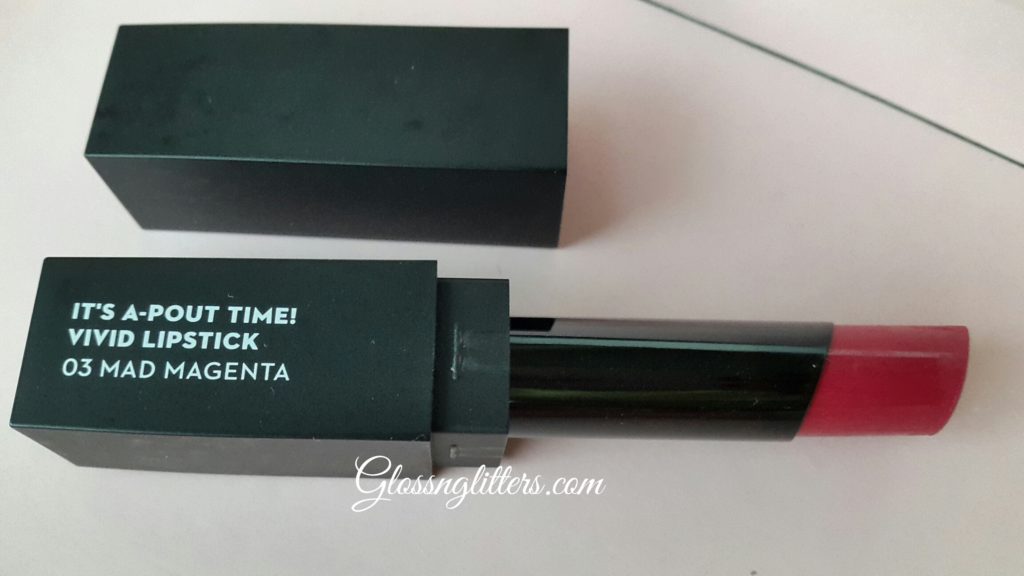 IT'S A-POUT TIME!
VIVID LIPSTICK
03 MAD MAGENTA
Glossnglitters.com